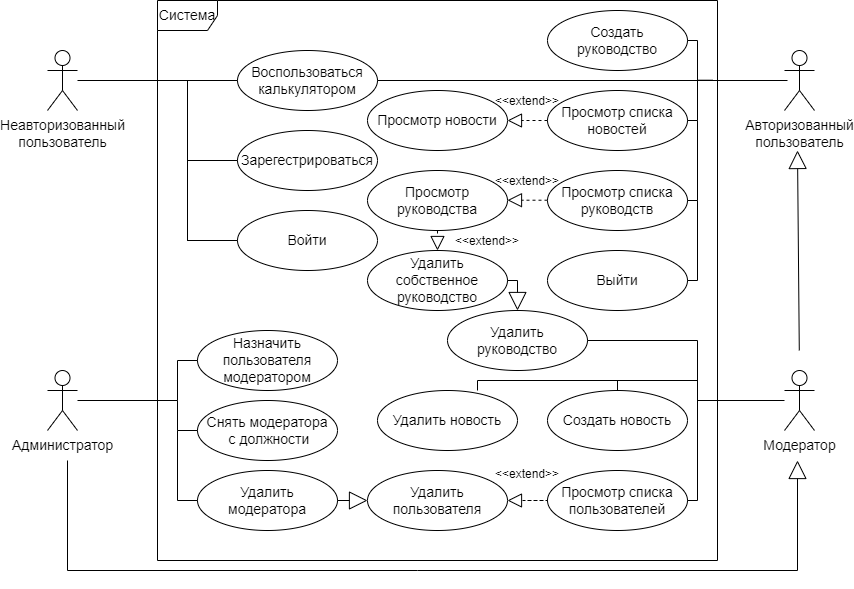 Система
Создать
руководство
Воспользоваться
калькулятором
Неавторизованный
пользователь
Авторизованный
пользователь
<<extend>>
Просмотр новости
Просмотр списка
новостей
Зарегестрироваться
<<extend>>
Просмотр
руководства
Просмотр списка
руководств
Войти
<<extend>>
Удалить
собственное
руководство
Выйти
Удалить
руководство
Назначить
пользователя
модератором
Администратор
Снять модератора
с должности
Удалить новость
Создать новость
Модератор
<<extend>>
Удалить
модератора
Удалить
пользователя
Просмотр списка
пользователей